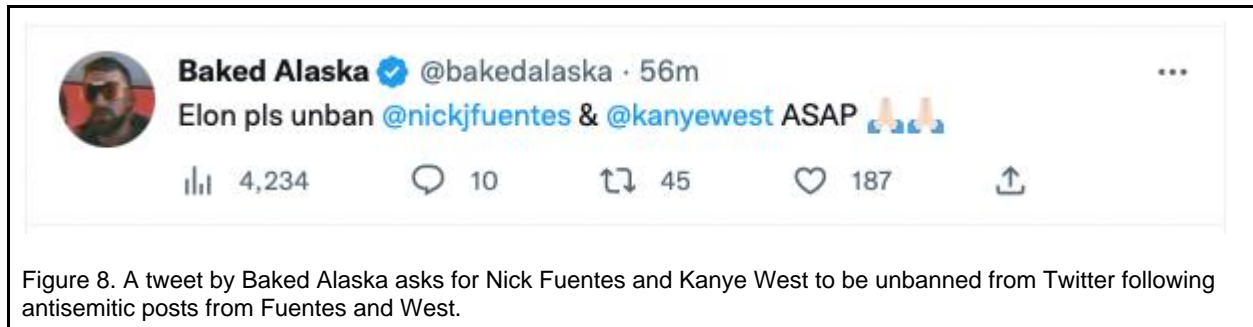 Baked Alaska @bakedalaska · 56m
Elon pls unban @nickjfuentes & @kanyewest ASAP 🙏🏻🙏🏻
4,234 10 45 187
Figure 8. A tweet by Baked Alaska asks for Nick Fuentes and Kanye West to be unbanned from Twitter following
antisemitic posts from Fuentes and West.